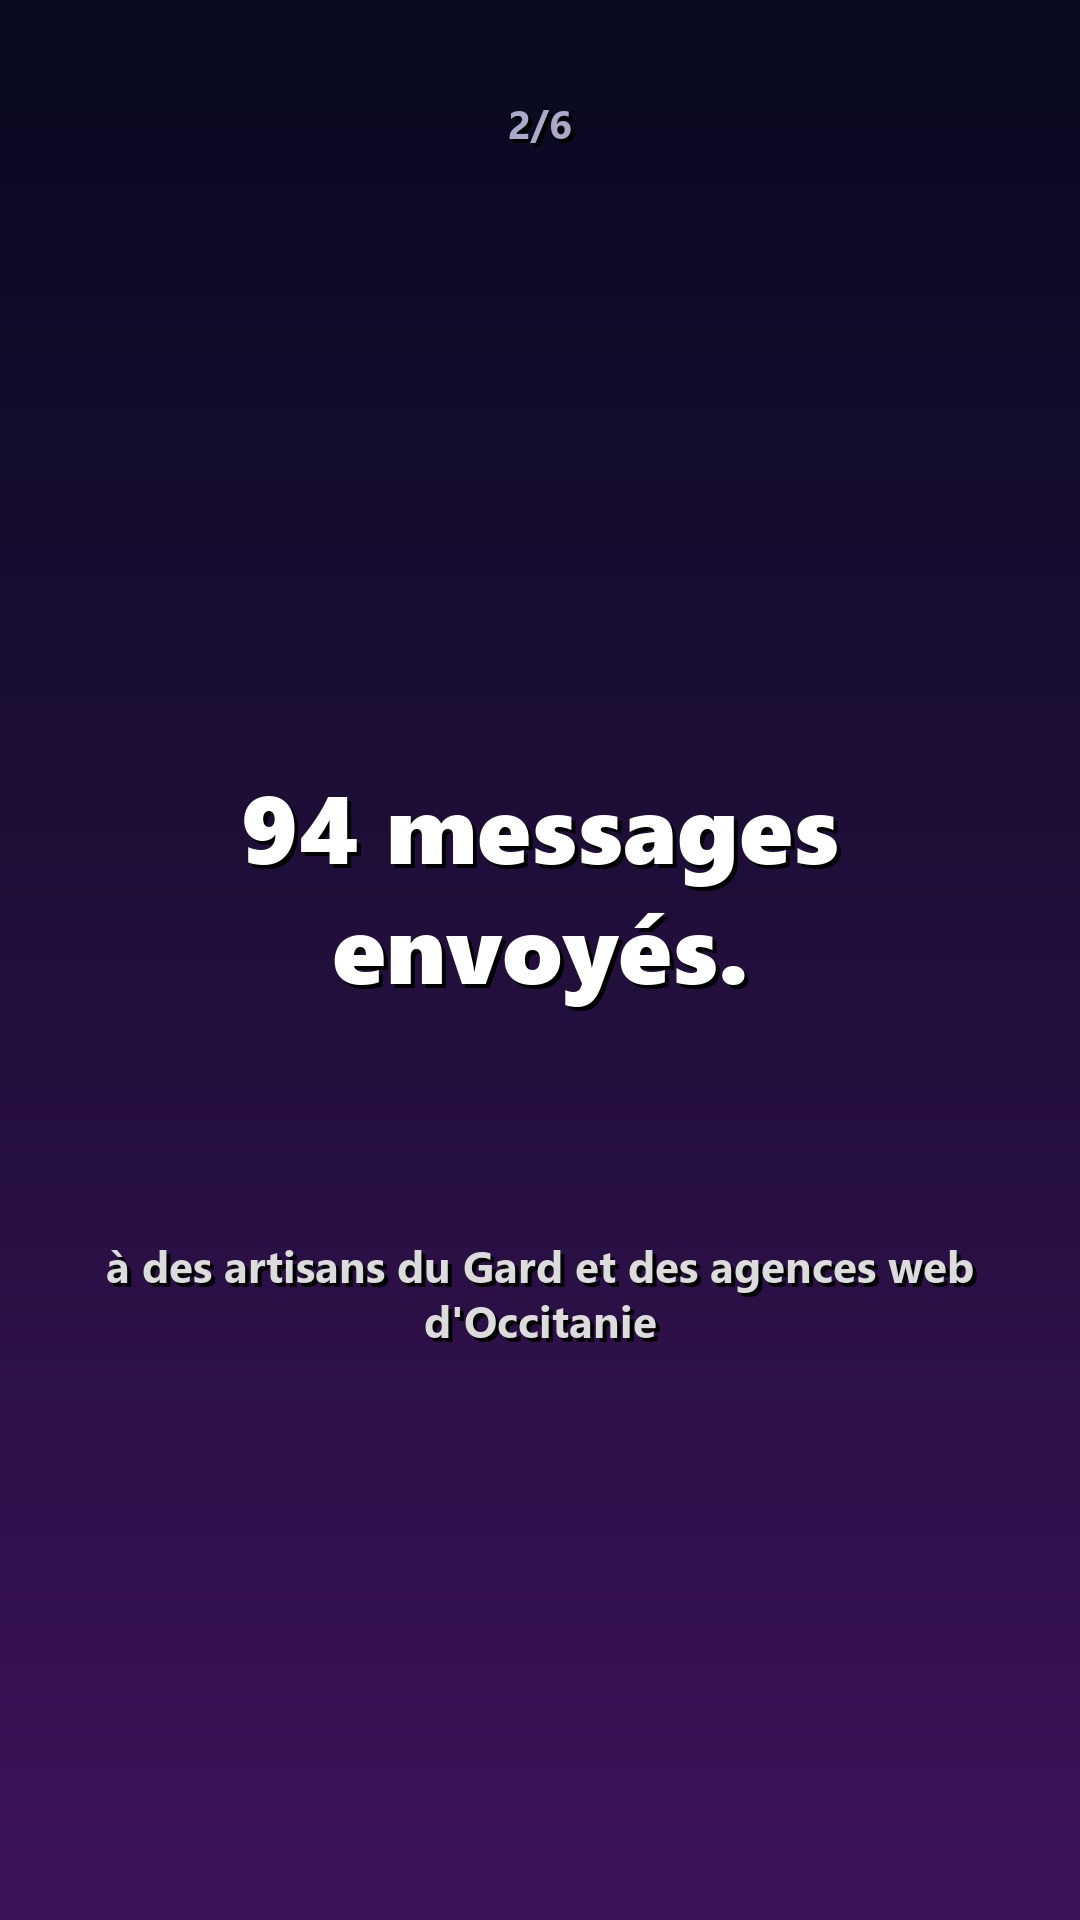 2/6
94 messages
envoyés.
à des artisans du Gard et des agences web
d'Occitanie